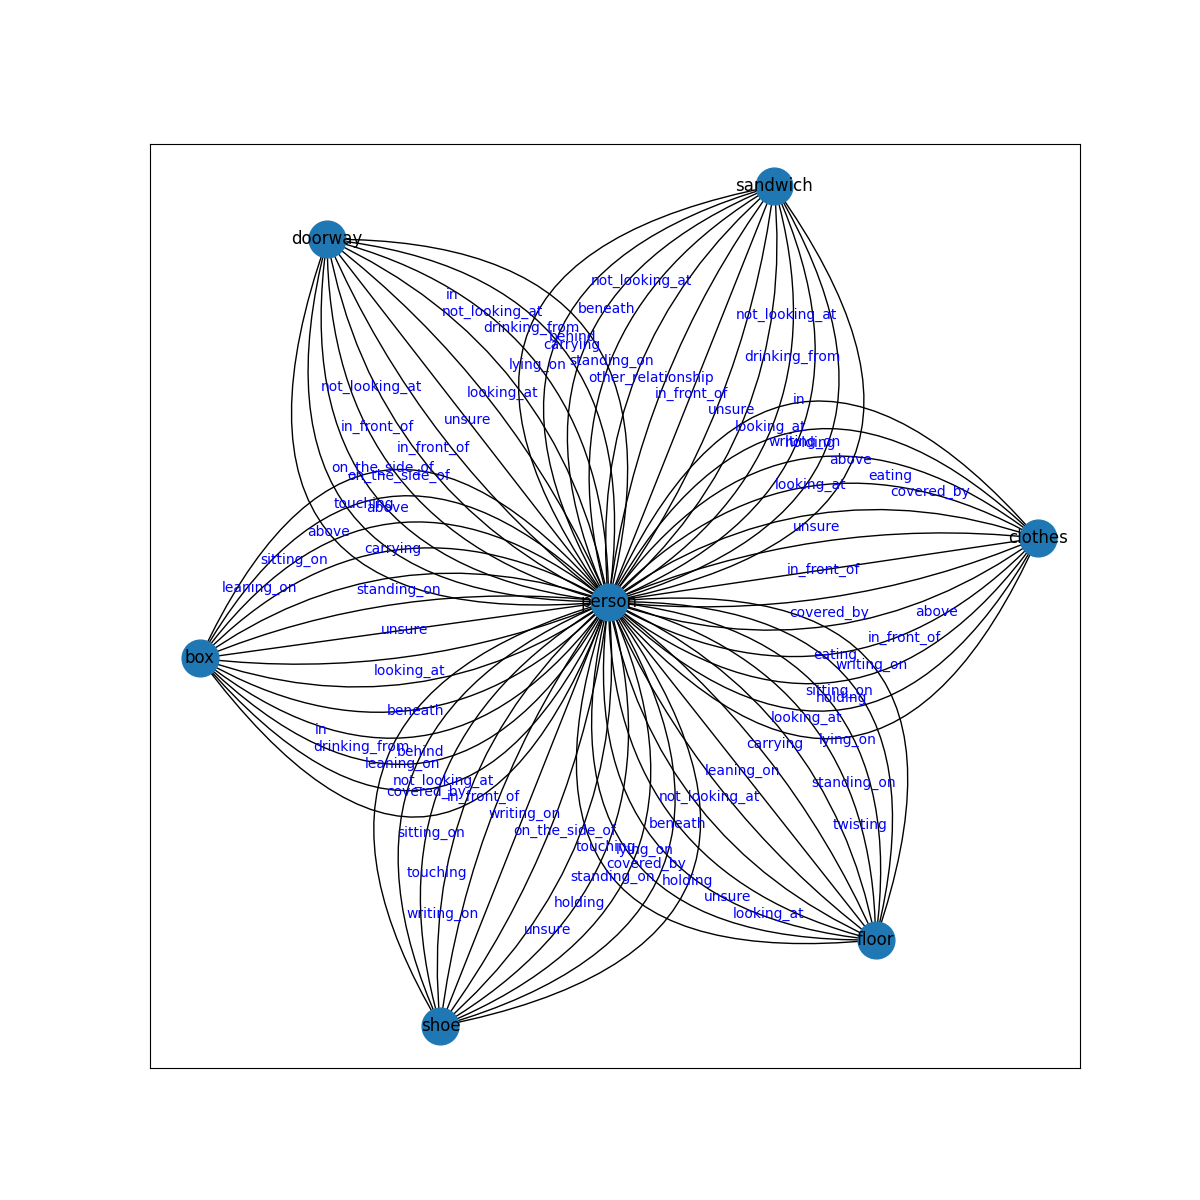 sandwich
doorway
not_looking_at
in
beneath
not_looking_at
not_looking_at
drinking_from
behind
carrying
drinking_from
standing_on
lying_on
other_relationship
not_looking_at
looking_at
in_front_of
in
unsure
unsure
in_front_of
looking_at
writing_on
holding
in_front_of
above
on_the_side_of
on_the_side_of
eating
looking_at
covered_by
touching
above
unsure
above
clothes
carrying
sitting_on
in_front_of
leaning_on
standing_on
person
covered_by
above
unsure
in_front_of
eating
box
writing_on
looking_at
sitting_on
holding
beneath
looking_at
in
lying_on
carrying
drinking_from
behind
leaning_on
leaning_on
not_looking_at
standing_on
covered_by
in_front_of
not_looking_at
writing_on
beneath
twisting
on_the_side_of
sitting_on
touching
lying_on
covered_by
touching
standing_on
holding
unsure
holding
writing_on
looking_at
unsure
floor
shoe